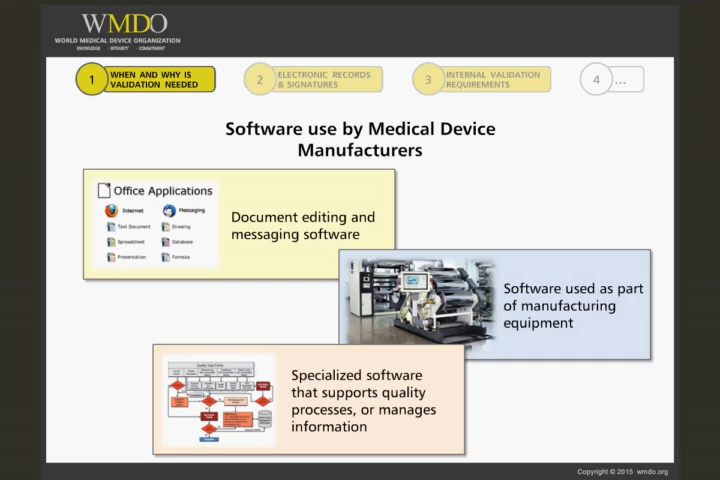 WMDO
WORLD MEDICAL DEVICE ORGANIZATION
KNOWLEDGE · INTEGRITY · COMMITMENT
1 WHEN AND WHY IS
VALIDATION NEEDED
2 ELECTRONIC RECORDS
& SIGNATURES
3 INTERNAL VALIDATION
REQUIREMENTS
4 ...
Software use by Medical Device
Manufacturers
Office Applications
Internet Messaging
Text Document Drawing
Spreadsheet Database
Presentation Formula
Document editing and
messaging software
Software used as part
of manufacturing
equipment
Specialized software
that supports quality
processes, or manages
information
Copyright © 2015 wmdo.org